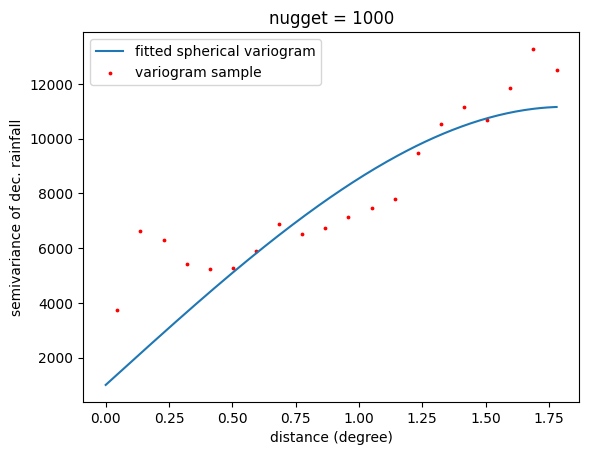 nugget = 1000
fitted spherical variogram
variogram sample
12000
10000
8000
6000
4000
2000
semivariance of dec. rainfall
0.00 0.25 0.50 0.75 1.00 1.25 1.50 1.75
distance (degree)